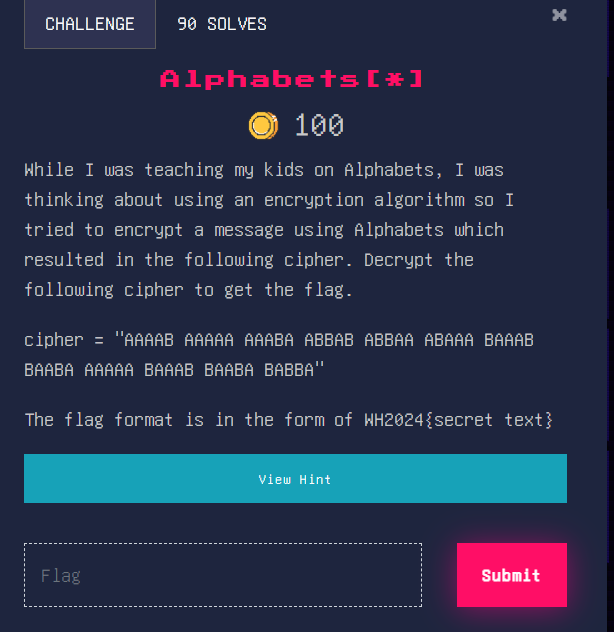 CHALLENGE 90 SOLVES
Alphabets[*]
100
While I was teaching my kids on Alphabets, I was
thinking about using an encryption algorithm so I
tried to encrypt a message using Alphabets which
resulted in the following cipher. Decrypt the
following cipher to get the flag.
cipher = "AAAAB AAAAA AAABA ABBAB ABBAA ABAAA BAAAB
BAABA AAAAA BAAAB BAABA BABBA"
The flag format is in the form of WH2024{secret text}
View Hint
Flag
Submit